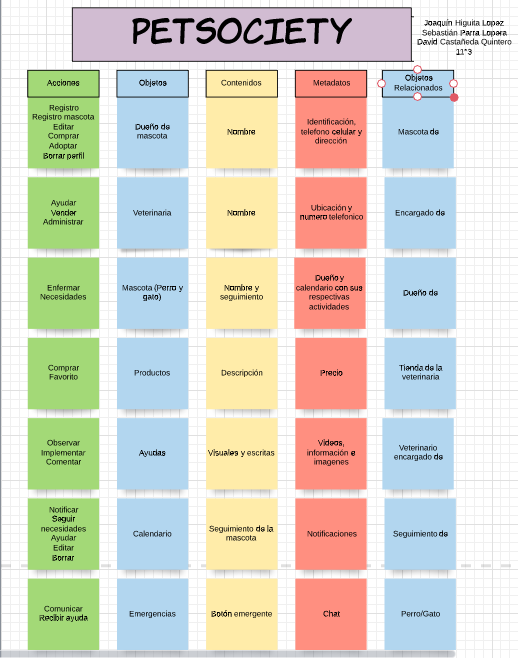 PETSOCIETY
Joaquín Higuita Lopez
Sebastián Parra Lopera
David Castañeda Quintero
11°3
Acciones
Objetos
Contenidos
Metadatos
Objetos
Relacionados
Registro
Registro mascota
Editar
Comprar
Adoptar
Borrar perfil
Dueño de
mascota
Nombre
Identificación,
telefono celular y
dirección
Mascota de
Ayudar
Vender
Administrar
Veterinaria
Nombre
Ubicación y
numero telefonico
Encargado de
Enfermar
Necesidades
Mascota (Perro y
gato)
Nombre y
seguimiento
Dueño y
calendario con sus
respectivas
actividades
Dueño de
Comprar
Favorito
Productos
Descripción
Precio
Tienda de la
veterinaria
Observar
Implementar
Comentar
Ayudas
Visuales y escritas
Videos,
información e
imagenes
Veterinario
encargado de
Notificar
Seguir
necesidades
Ayudar
Editar
Borrar
Calendario
Seguimiento de la
mascota
Notificaciones
Seguimiento de
Comunicar
Recibir ayuda
Emergencias
Botón emergente
Chat
Perro/Gato